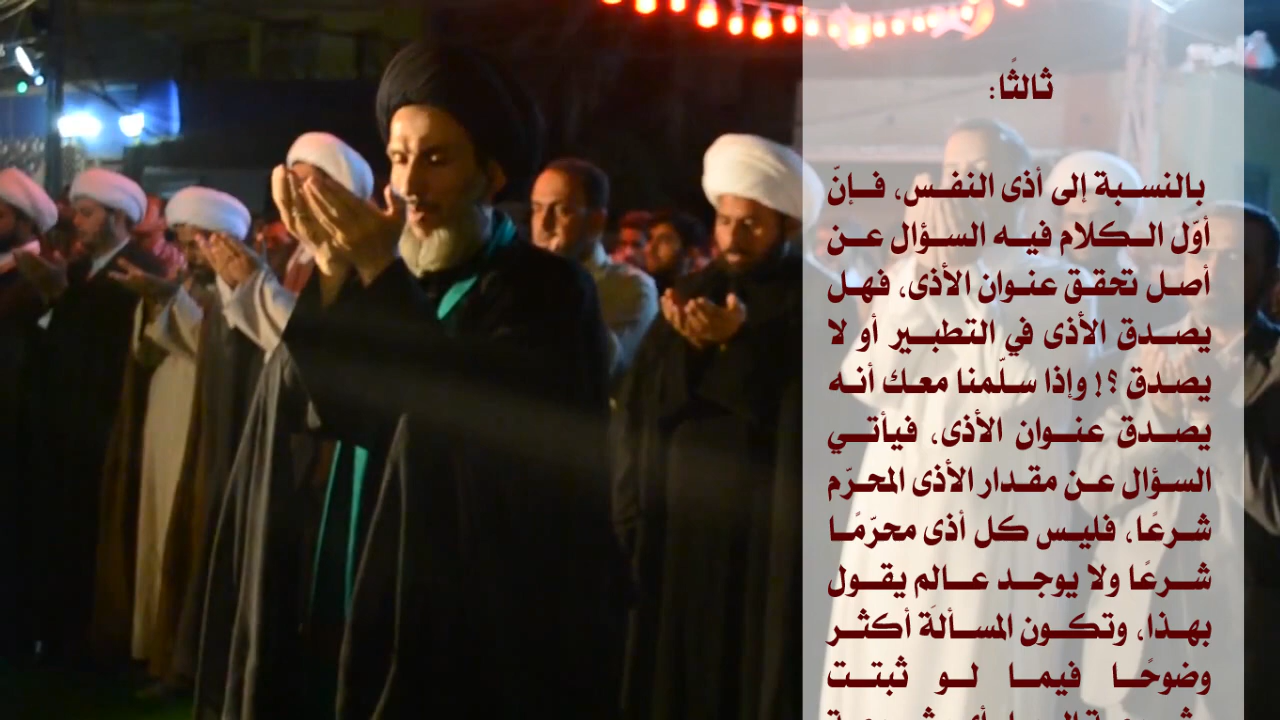 ثالثًا:
بالنسبة إلى أذى النفس، فإنّ
أوّل الكلام فيه السؤال عن
أصل تحقق عنوان الأذى، فهل
يصدق الأذى في التطبير أو لا
يصدق ؟! وإذا سلّمنا معك أنه
يصدق عنوان الأذى، فيأتي
السؤال عن مقدار الأذى المحرّم
شرعًا، فليس كل أذى محرّمًا
شرعًا ولا يوجد عالم يقول
بهذا، وتكون المسألَة أكثر
وضوحًا فيما لو ثبتت